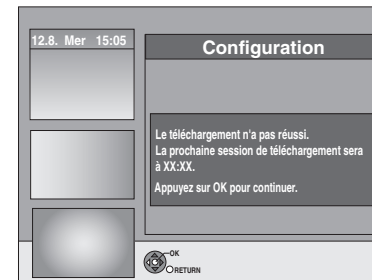 12.8. Mer 15:05
Configuration
Le téléchargement n'a pas réussi.
La prochaine session de téléchargement sera
à XX:XX.
Appuyez sur OK pour continuer.
OK
RETURN